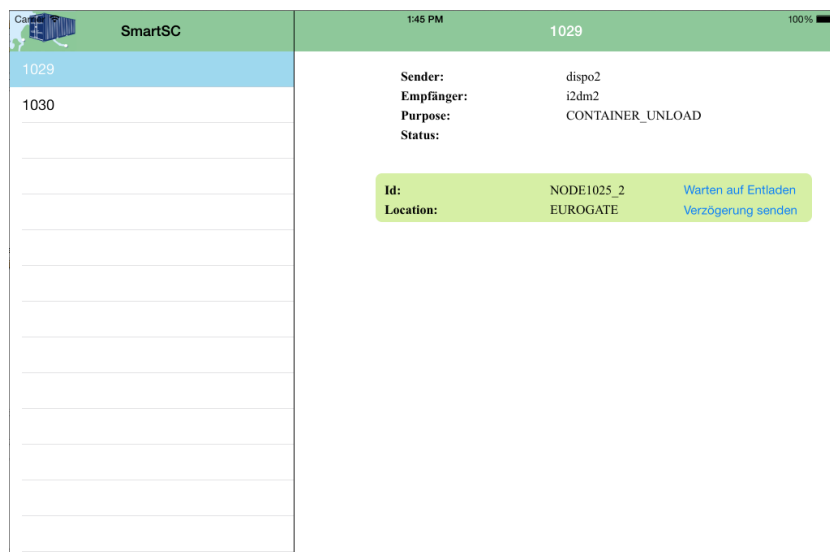 Carrier
SmartSC
1:45 PM
1029
100%
1029
1030
Sender: dispo2
Empfänger: i2dm2
Purpose: CONTAINER_UNLOAD
Status:
Id: NODE1025_2 Warten auf Entladen
Location: EUROGATE Verzögerung senden